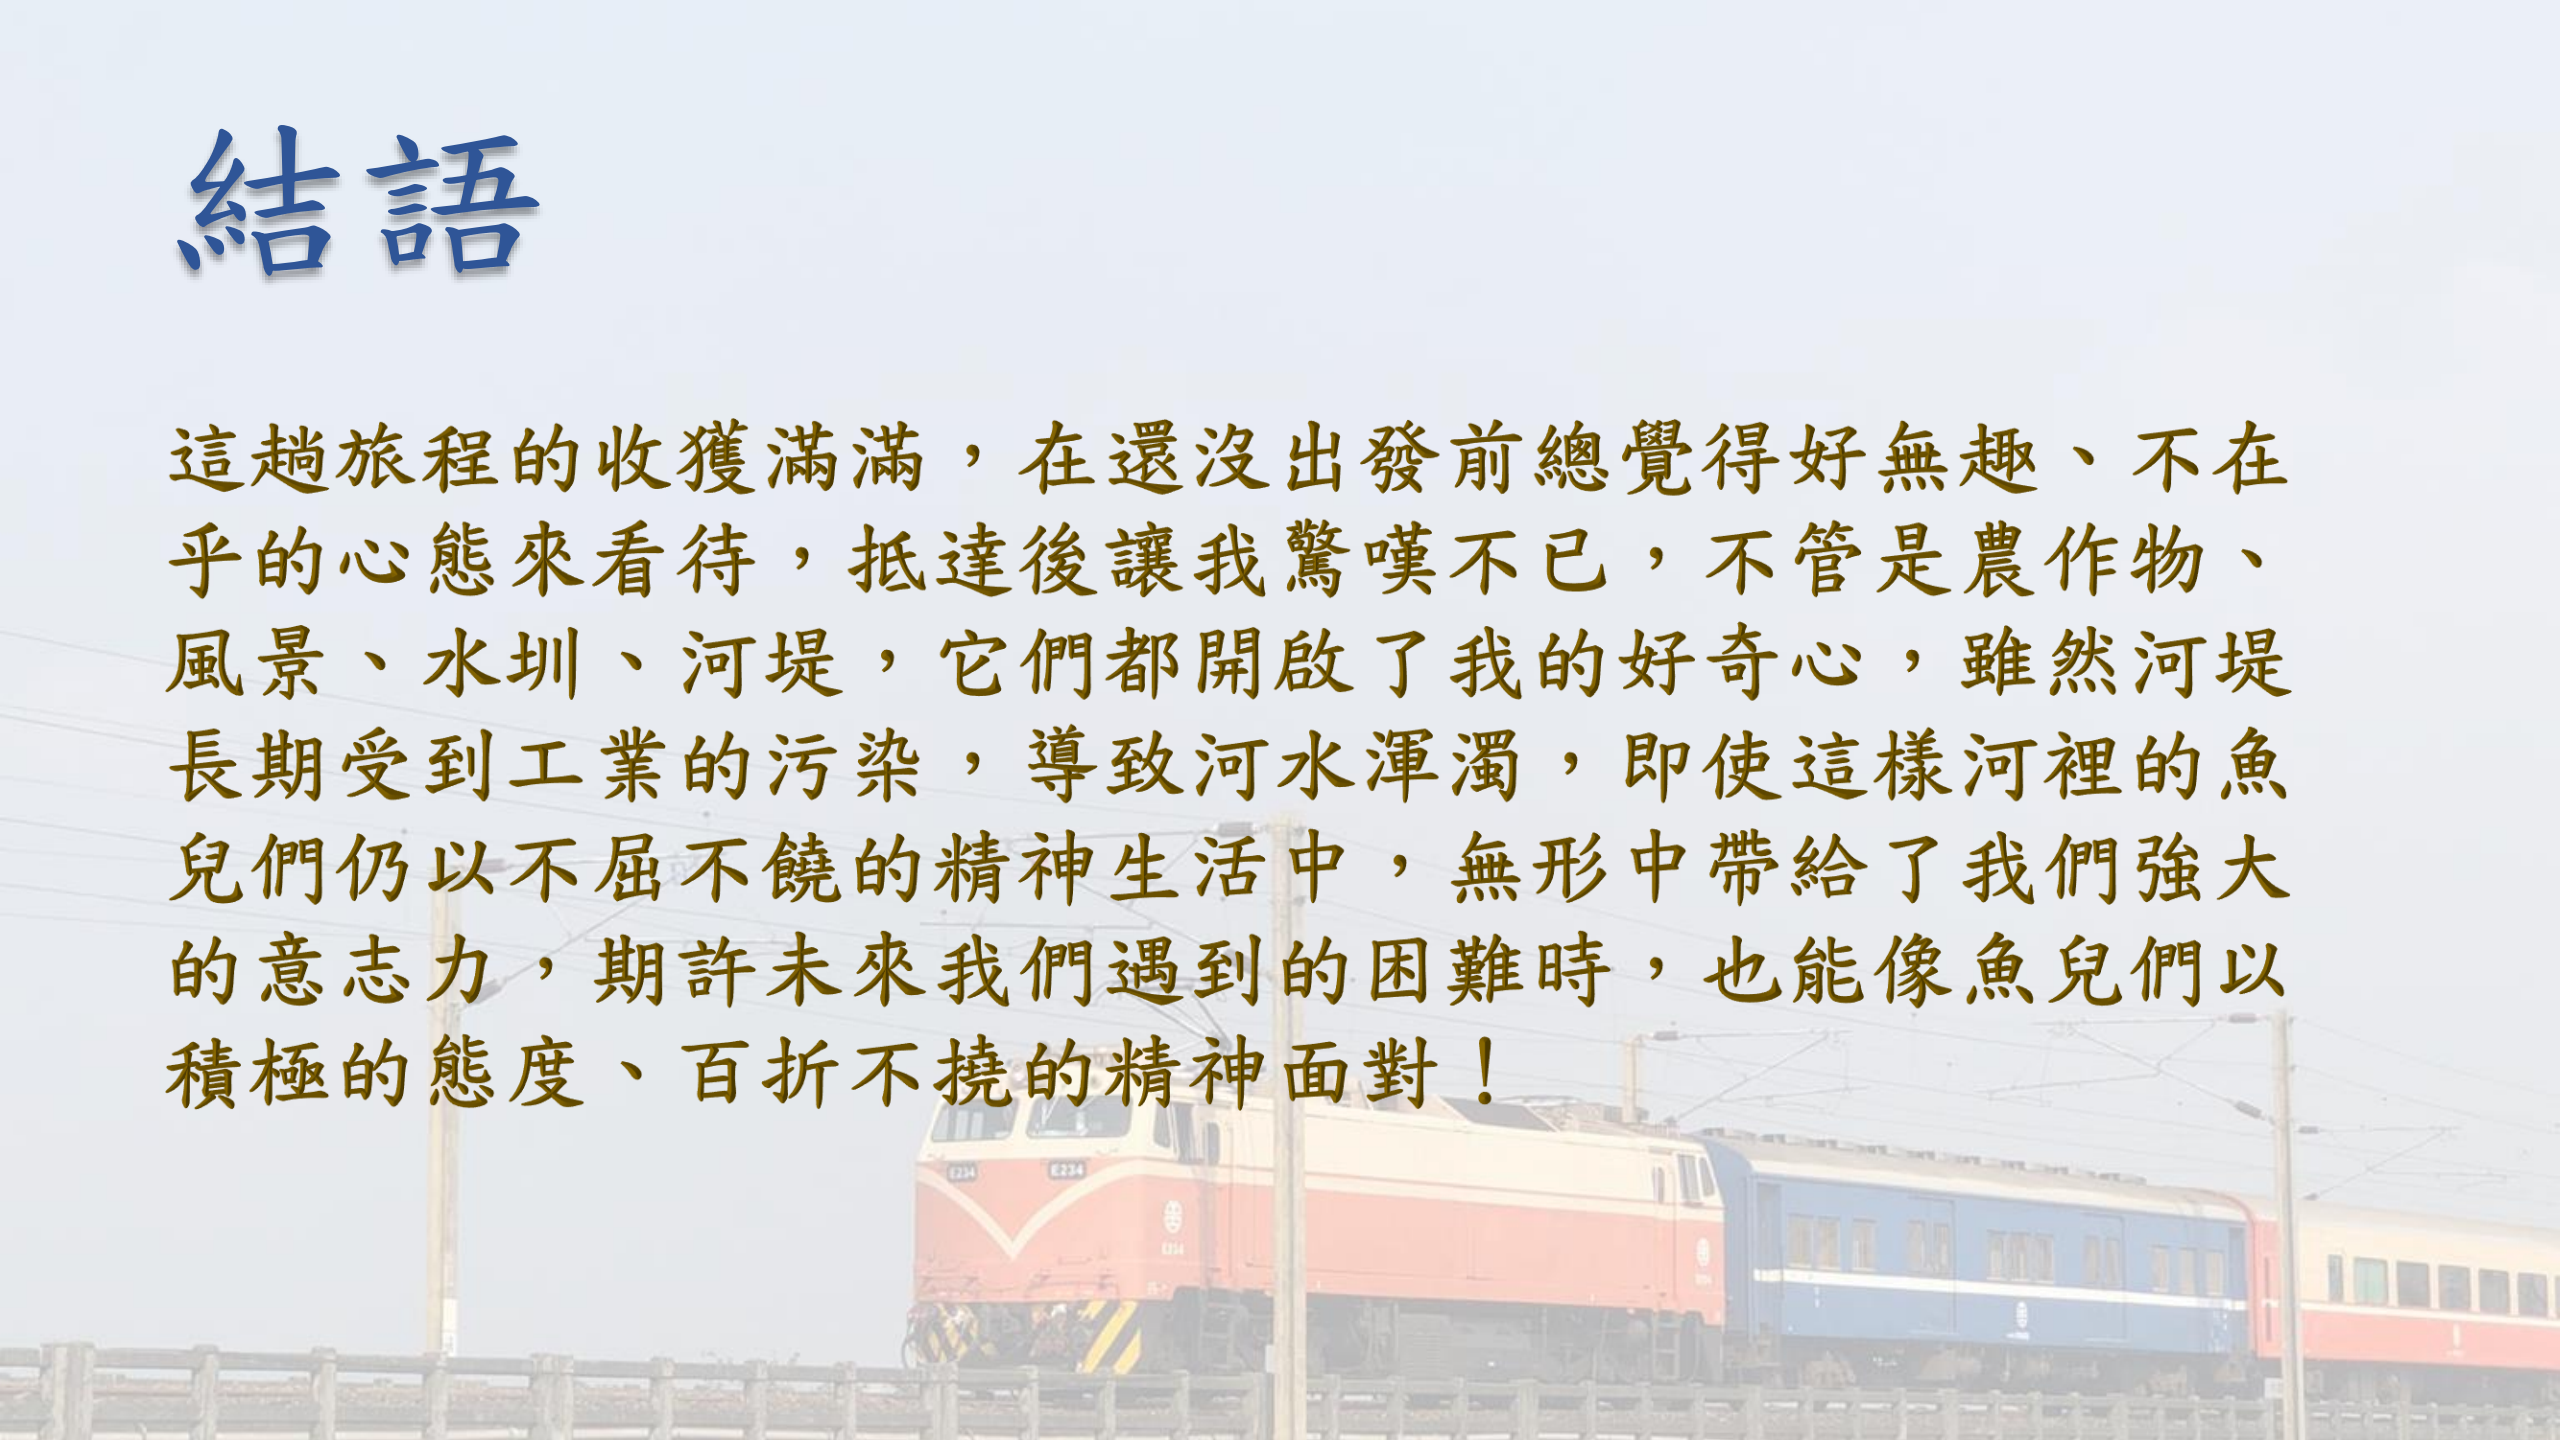 結語
這趟旅程的收獲滿滿，在還沒出發前總覺得好無趣、不在
乎的心態來看待，抵達後讓我驚嘆不已，不管是農作物、
風景、水圳、河堤，它們都開啟了我的好奇心，雖然河堤
長期受到工業的污染，導致河水渾濁，即使這樣河裡的魚
兒們仍以不屈不饒的精神生活中，無形中帶給了我們強大
的意志力，期許未來我們遇到的困難時，也能像魚兒們以
積極的態度、百折不撓的精神面對！
E234
E234
E234